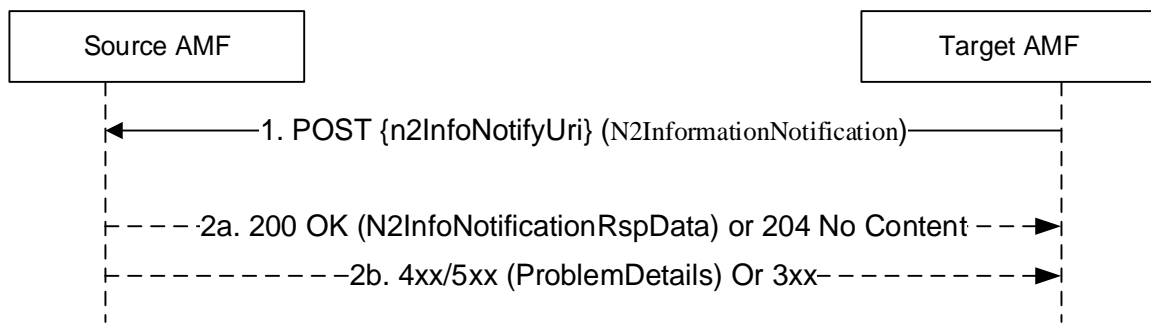 Source AMF
Target AMF
1. POST {n2InfoNotifyUri} (N2InformationNotification)
2a. 200 OK (N2InfoNotificationRspData) or 204 No Content
2b. 4xx/5xx (ProblemDetails) Or 3xx